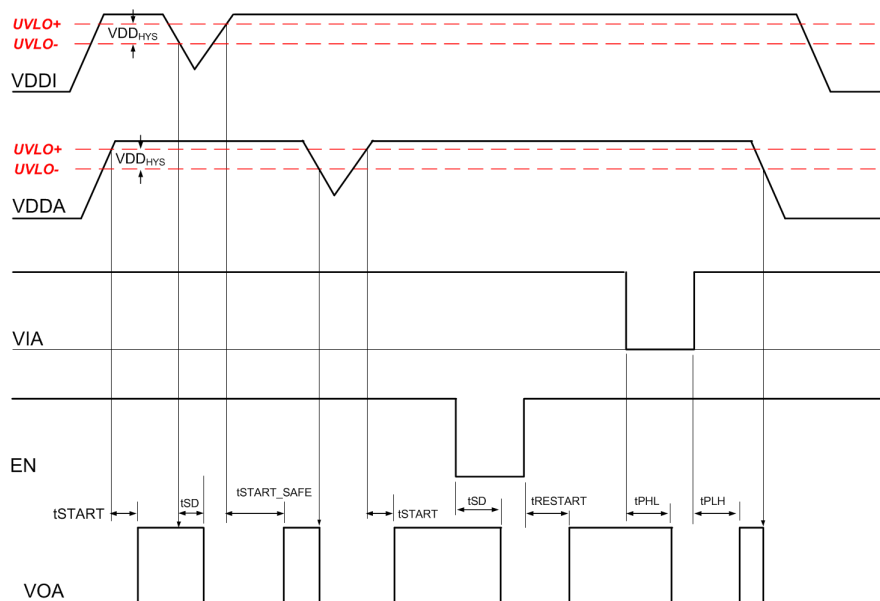 UVLO+
VDDHYS
UVLO-
VDDI
UVLO+
VDDHYS
UVLO-
VDDA
VIA
EN
tSTART
tSD
tSTART_SAFE
tSTART
tSD
tRESTART
tPHL
tPLH
VOA